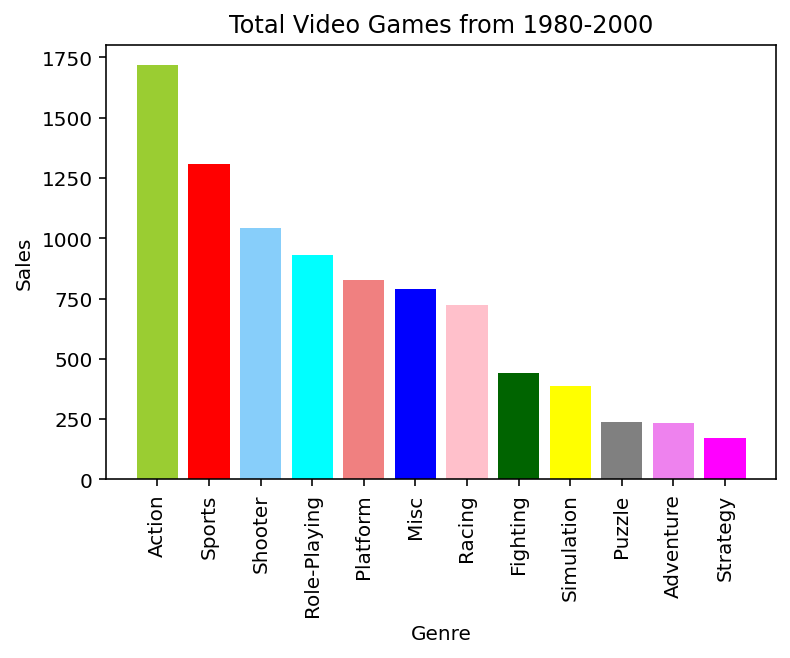 Total Video Games from 1980-2000
Sales
1750
1500
1250
1000
750
500
250
0
Action
Sports
Shooter
Role-Playing
Platform
Misc
Racing
Fighting
Simulation
Puzzle
Adventure
Strategy
Genre